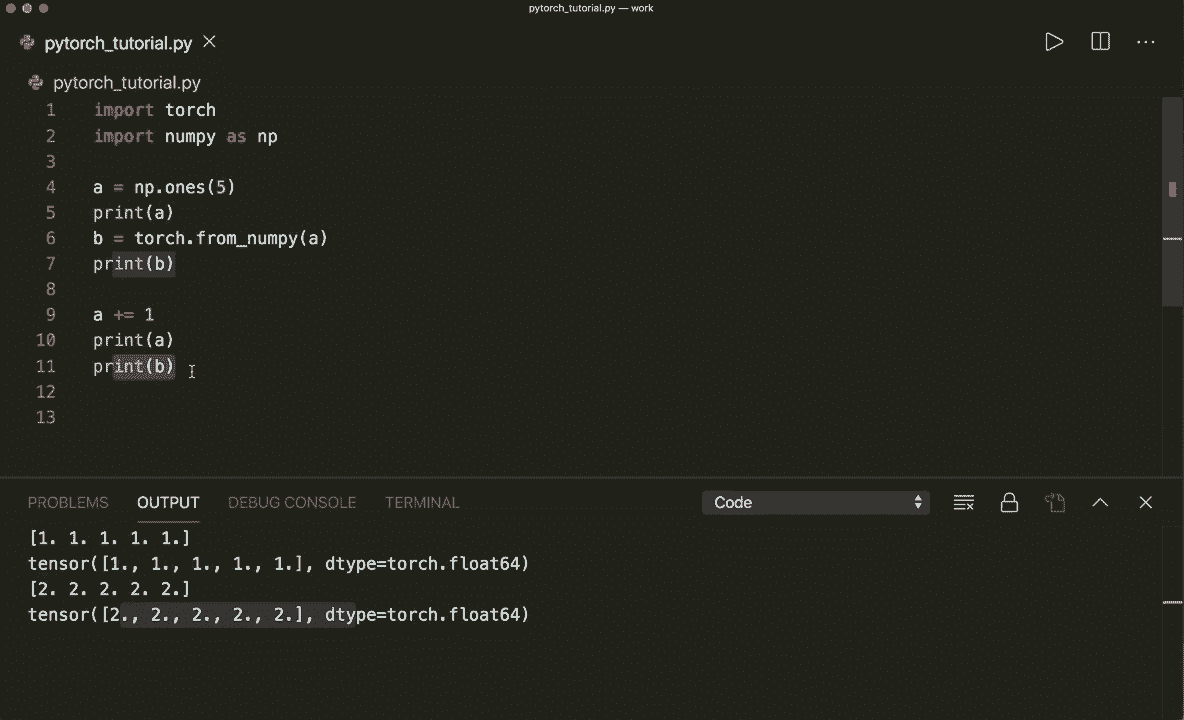 pytorch_tutorial.py — work
pytorch_tutorial.py
pytorch_tutorial.py
1 import torch
2 import numpy as np
3
4 a = np.ones(5)
5 print(a)
6 b = torch.from_numpy(a)
7 print(b)
8
9 a += 1
10 print(a)
11 print(b)
12
13
PROBLEMS OUTPUT DEBUG CONSOLE TERMINAL Code
[1. 1. 1. 1. 1.]
tensor([1., 1., 1., 1., 1.], dtype=torch.float64)
[2. 2. 2. 2. 2.]
tensor([2., 2., 2., 2., 2.], dtype=torch.float64)